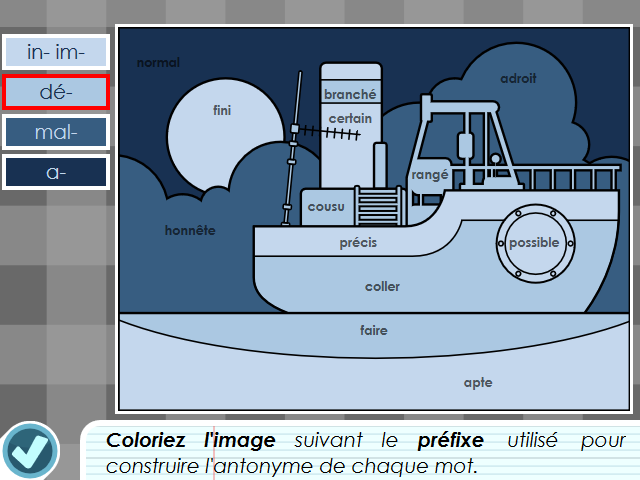 in- im-
dé-
mal-
a-
normal
adroit
branché
fini
certain
rangé
cousu
honnête
précis
possible
coller
faire
apte
Coloriez l'image suivant le préfixe utilisé pour
construire l'antonyme de chaque mot.